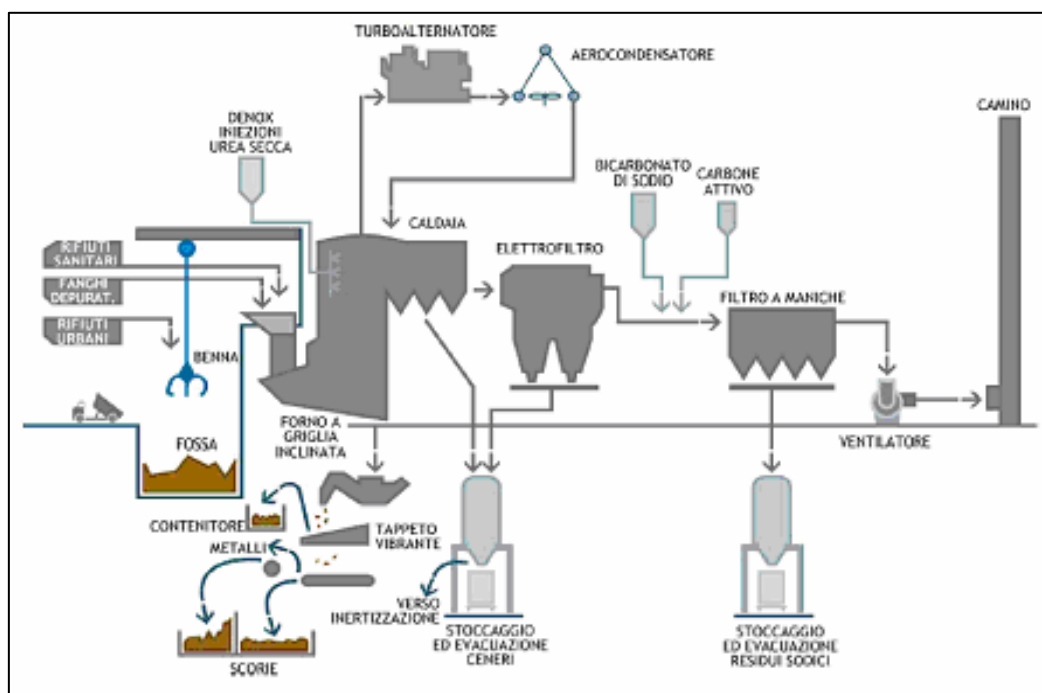 TURBOALTERNATORE
AEROCONDENSATORE
CAMINO
DENOX
INIEZIONI
UREA SECCA
BICARBONATO
DI SODIO
CARBONE
ATTIVO
CALDAIA
ELETTROFILTRO
RIFIUTI
SANITARI
FANGHI
DEPURAT.
RIFIUTI
URBANI
FILTRO A MANICHE
BENNA
FORNO A
GRIGLIA
INCLINATA
VENTILATORE
FOSSA
CONTENITORE
TAPPETO
VIBRANTE
METALLI
VERSO
INERTIZZAZIONE
STOCCAGGIO
ED EVACUAZIONE
CENERI
STOCCAGGIO
ED EVACUAZIONE
RESIDUI SODICI
SCORIE